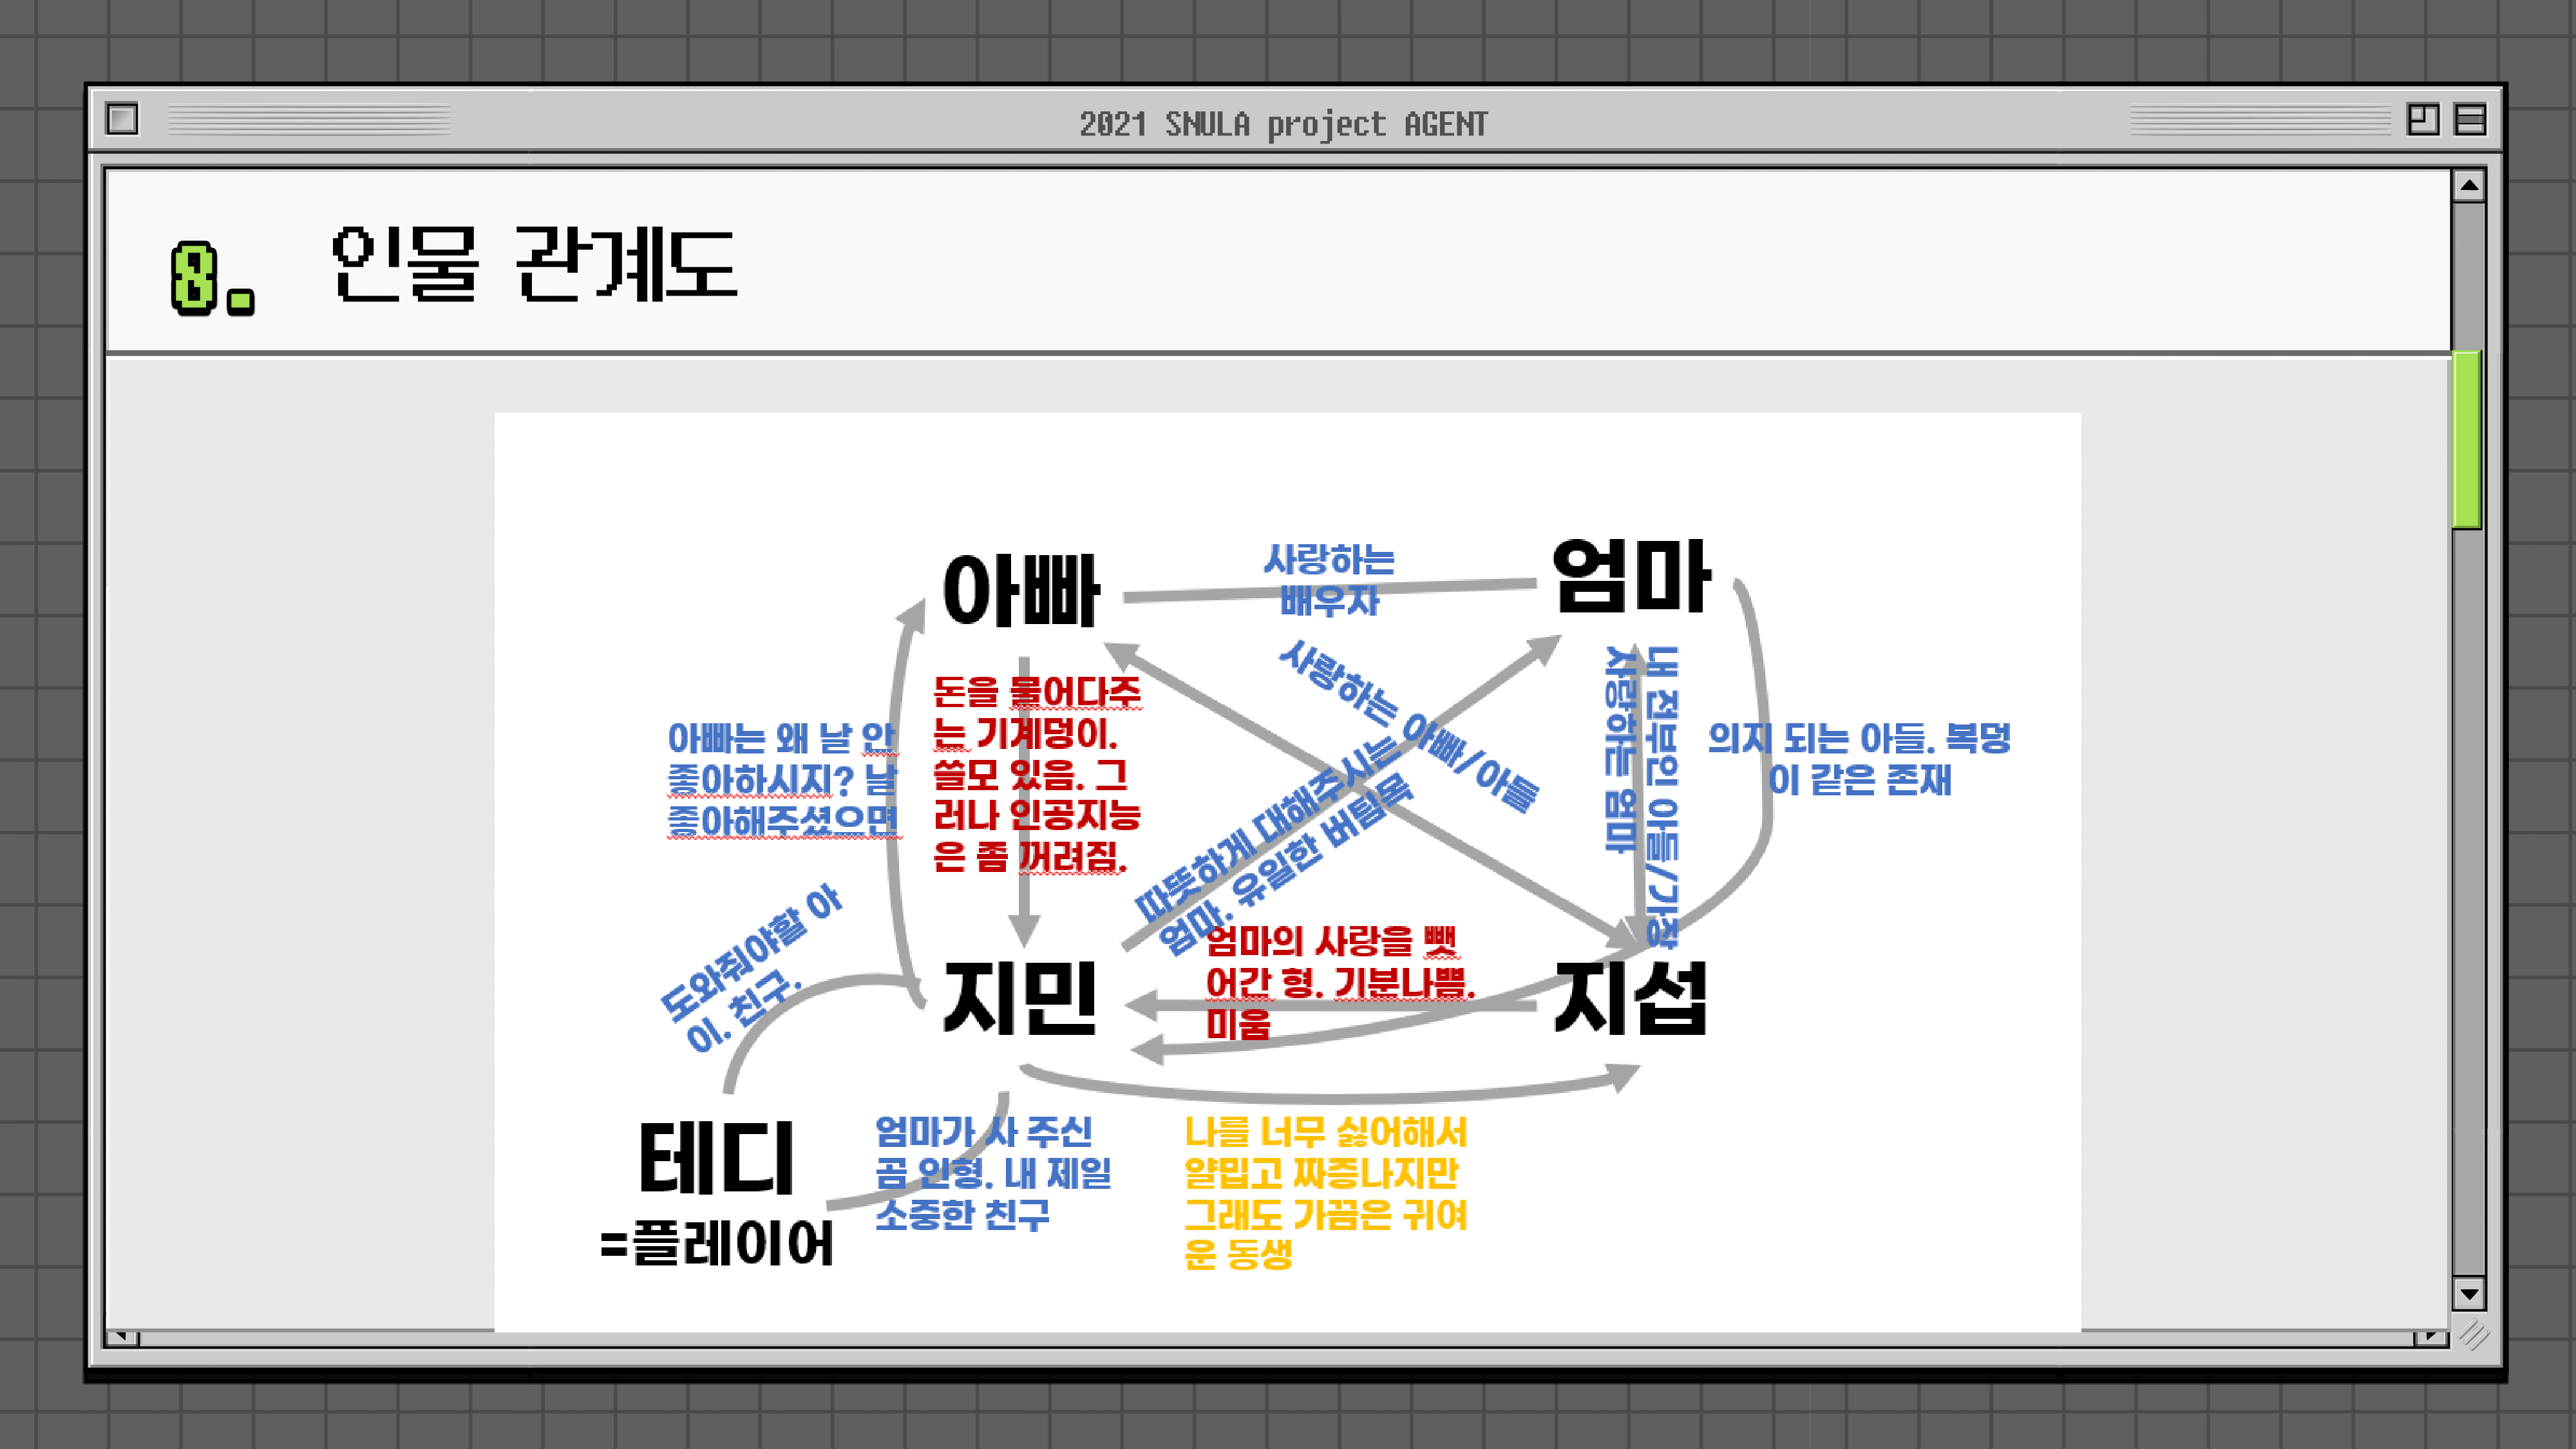 2021 SNULA project AGENT
8. 인물 관계도
아빠
사랑하는
배우자
엄마
사랑하는 아빠/아들
내 전부인 아들/가장
사랑하는 엄마
의지 되는 아들. 복덩
이 같은 존재
아빠는 왜 날 안
좋아하시지? 날
좋아해주셨으면
돈을 물어다주
는 기계덩이.
쓸모 있음. 그
러나 인공지능
은 좀 꺼려짐.
따뜻하게 대해주시는
엄마. 유일한 버팀목
엄마의 사랑을 뺏
어간 형. 기분나쁨.
미움
도와줘야할 아
이. 친구.
지민
지섭
테디
=플레이어
엄마가 사 주신
곰 인형. 내 제일
소중한 친구
나를 너무 싫어해서
얄밉고 짜증나지만
그래도 가끔은 귀여
운 동생